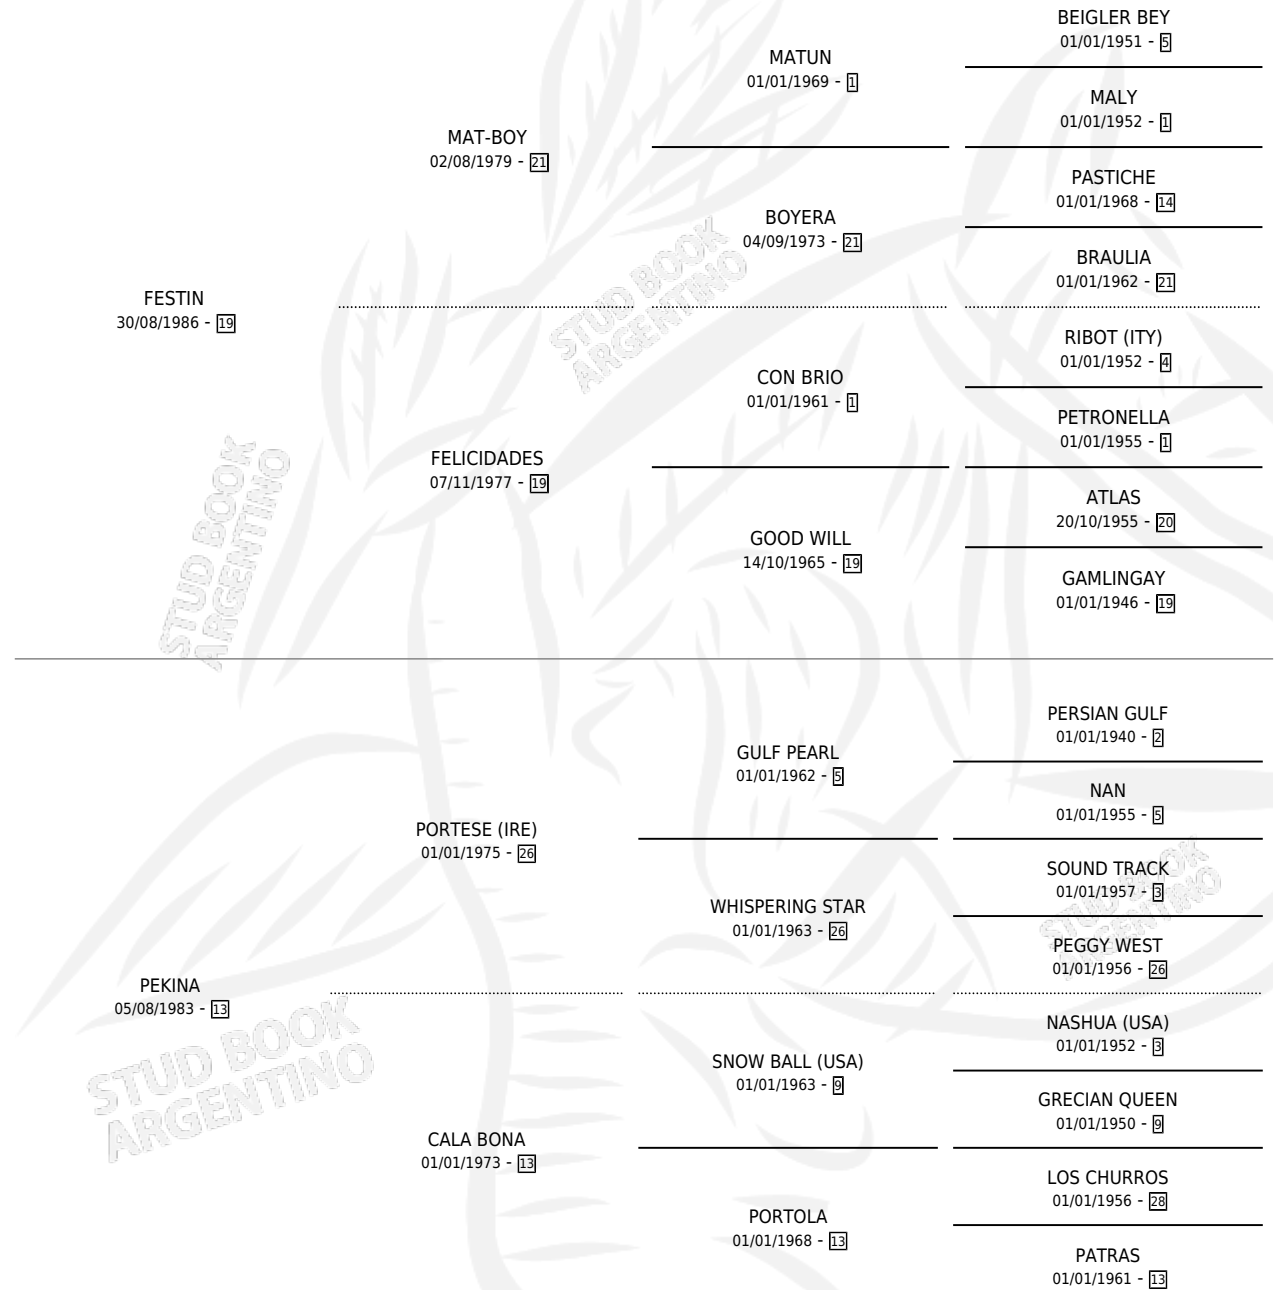 BEIGLER BEY
01/01/1951 - 5
MATUN
01/01/1969 - 1
MALY
01/01/1952 - 1
MAT-BOY
02/08/1979 - 21
PASTICHE
01/01/1968 - 14
BOYERA
04/09/1973 - 21
BRAULIA
01/01/1962 - 21
FESTIN
30/08/1986 - 19
RIBOT (ITY)
01/01/1952 - 4
CON BRIO
01/01/1961 - 1
PETRONELLA
01/01/1955 - 1
FELICIDADES
07/11/1977 - 19
ATLAS
20/10/1955 - 20
GOOD WILL
14/10/1965 - 19
GAMLINGAY
01/01/1946 - 19
STUD BOOK
ARGENTINO
STUD BOOK
ARGENTINO
PERSIAN GULF
01/01/1940 - 2
GULF PEARL
01/01/1962 - 5
NAN
01/01/1955 - 5
PORTESE (IRE)
01/01/1975 - 26
SOUND TRACK
01/01/1957 - 3
WHISPERING STAR
01/01/1963 - 26
PEGGY WEST
01/01/1956 - 26
STUD BOOK
ARGENTINO
PEKINA
05/08/1983 - 13
NASHUA (USA)
01/01/1952 - 3
SNOW BALL (USA)
01/01/1963 - 9
GRECIAN QUEEN
01/01/1950 - 9
CALA BONA
01/01/1973 - 13
LOS CHURROS
01/01/1956 - 28
PORTOLA
01/01/1968 - 13
PATRAS
01/01/1961 - 13
STUD BOOK
ARGENTINO